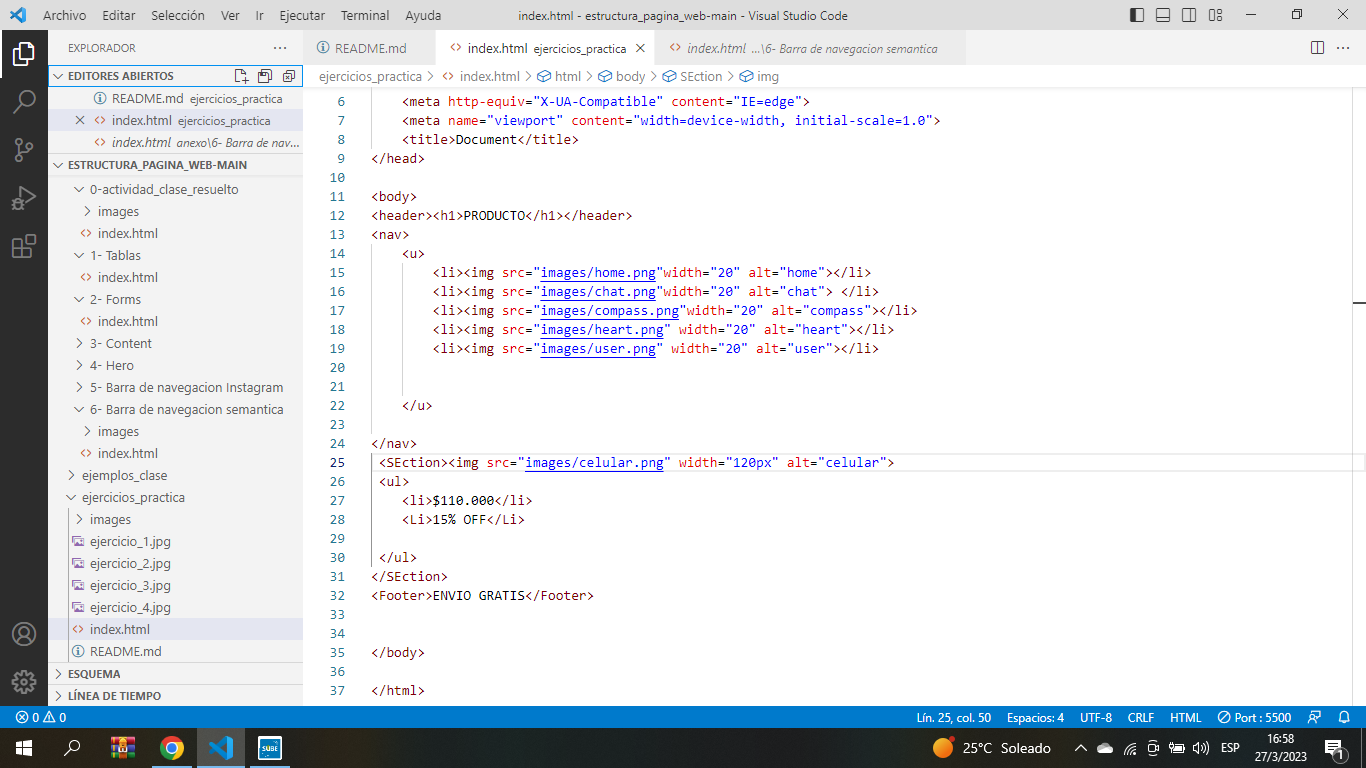 Archivo Editar Selección Ver Ir Ejecutar Terminal Ayuda index.html - estructura_pagina_web-main - Visual Studio Code
EXPLORADOR
EDITORES ABIERTOS
README.md ejercicios_practica
index.html ejercicios_practica
index.html anexo\6- Barra de nav...
ESTRUCTURA_PAGINA_WEB-MAIN
0-actividad_clase_resuelto
images
index.html
1- Tablas
index.html
2- Forms
index.html
3- Content
4- Hero
5- Barra de navegacion Instagram
6- Barra de navegacion semantica
images
index.html
ejemplos_clase
ejercicios_practica
images
ejercicio_1.jpg
ejercicio_2.jpg
ejercicio_3.jpg
ejercicio_4.jpg
index.html
README.md
ESQUEMA
LÍNEA DE TIEMPO
README.md index.html ejercicios_practica index.html ...\6- Barra de navegacion semantica
ejercicios_practica > index.html > html > body > SEction > img
6 <meta http-equiv="X-UA-Compatible" content="IE=edge">
7 <meta name="viewport" content="width=device-width, initial-scale=1.0">
8 <title>Document</title>
9 </head>
10
11 <body>
12 <header><h1>PRODUCTO</h1></header>
13 <nav>
14 <u>
15 <li><img src="images/home.png"width="20" alt="home"></li>
16 <li><img src="images/chat.png"width="20" alt="chat"> </li>
17 <li><img src="images/compass.png"width="20" alt="compass"></li>
18 <li><img src="images/heart.png" width="20" alt="heart"></li>
19 <li><img src="images/user.png" width="20" alt="user"></li>
20
21
22 </u>
23
24 </nav>
25 <SEction><img src="images/celular.png" width="120px" alt="celular">
26 <ul>
27 <li>$110.000</li>
28 <Li>15% OFF</Li>
29
30 </ul>
31 </SEction>
32 <Footer>ENVIO GRATIS</Footer>
33
34
35 </body>
36
37 </html>
0 0 Lín. 25, col. 50 Espacios: 4 UTF-8 CRLF HTML Port : 5500
SUBE 25°C Soleado ESP 16:58
27/3/2023 1